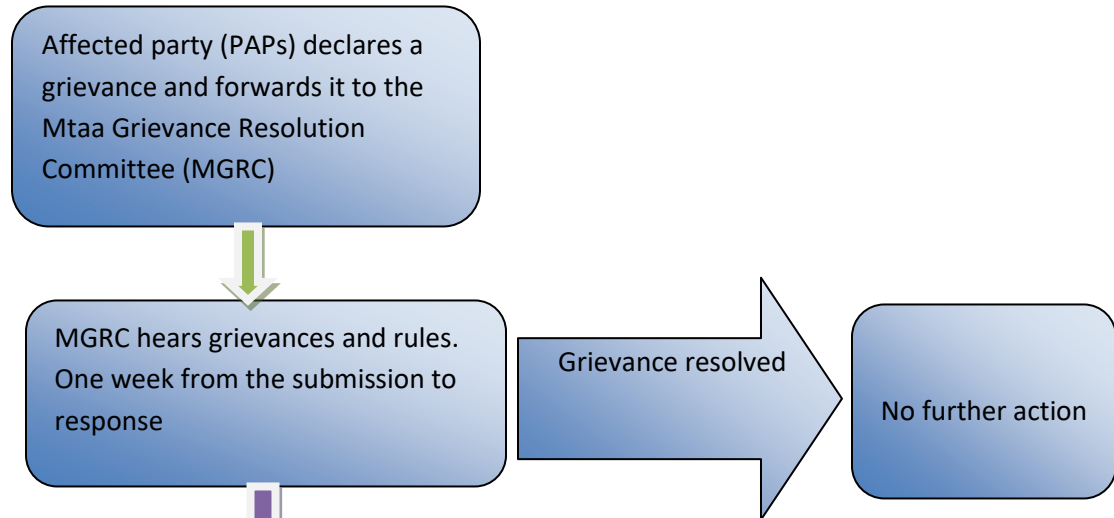 Affected party (PAPs) declares a
grievance and forwards it to the
Mtaa Grievance Resolution
Committee (MGRC)
MGRC hears grievances and rules.
One week from the submission to
response
Grievance resolved
No further action